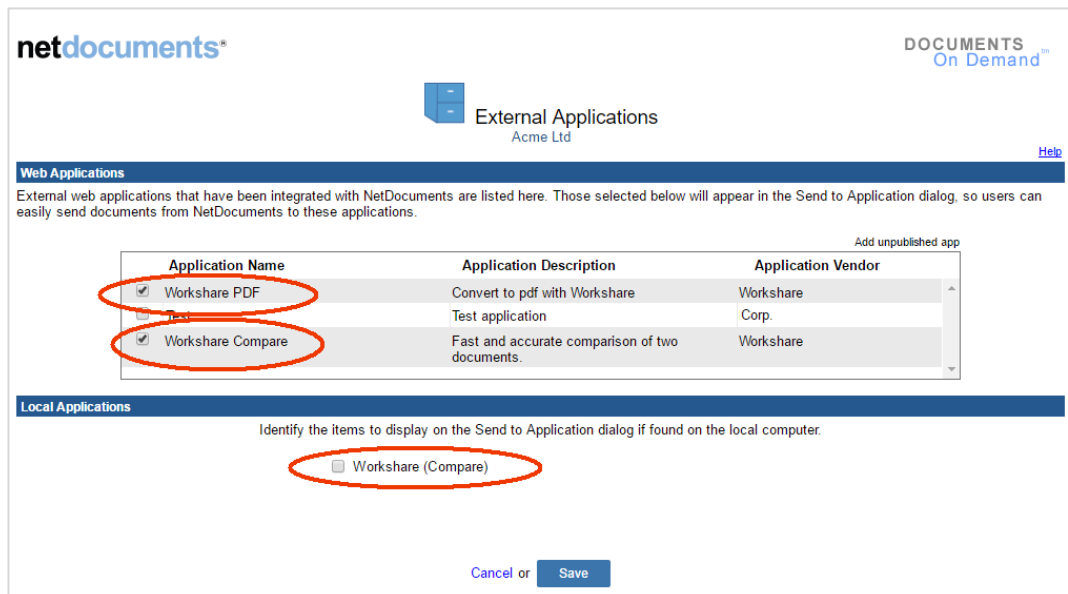 netdocuments®
DOCUMENTS
On Demand™
External Applications
Acme Ltd
Help
Web Applications
External web applications that have been integrated with NetDocuments are listed here. Those selected below will appear in the Send to Application dialog, so users can
easily send documents from NetDocuments to these applications.
Add unpublished app
Application Name Application Description Application Vendor
Workshare PDF Convert to pdf with Workshare Workshare
Test Test application Corp.
Workshare Compare Fast and accurate comparison of two Workshare
documents.
Local Applications
Identify the items to display on the Send to Application dialog if found on the local computer.
Workshare (Compare)
Cancel or Save